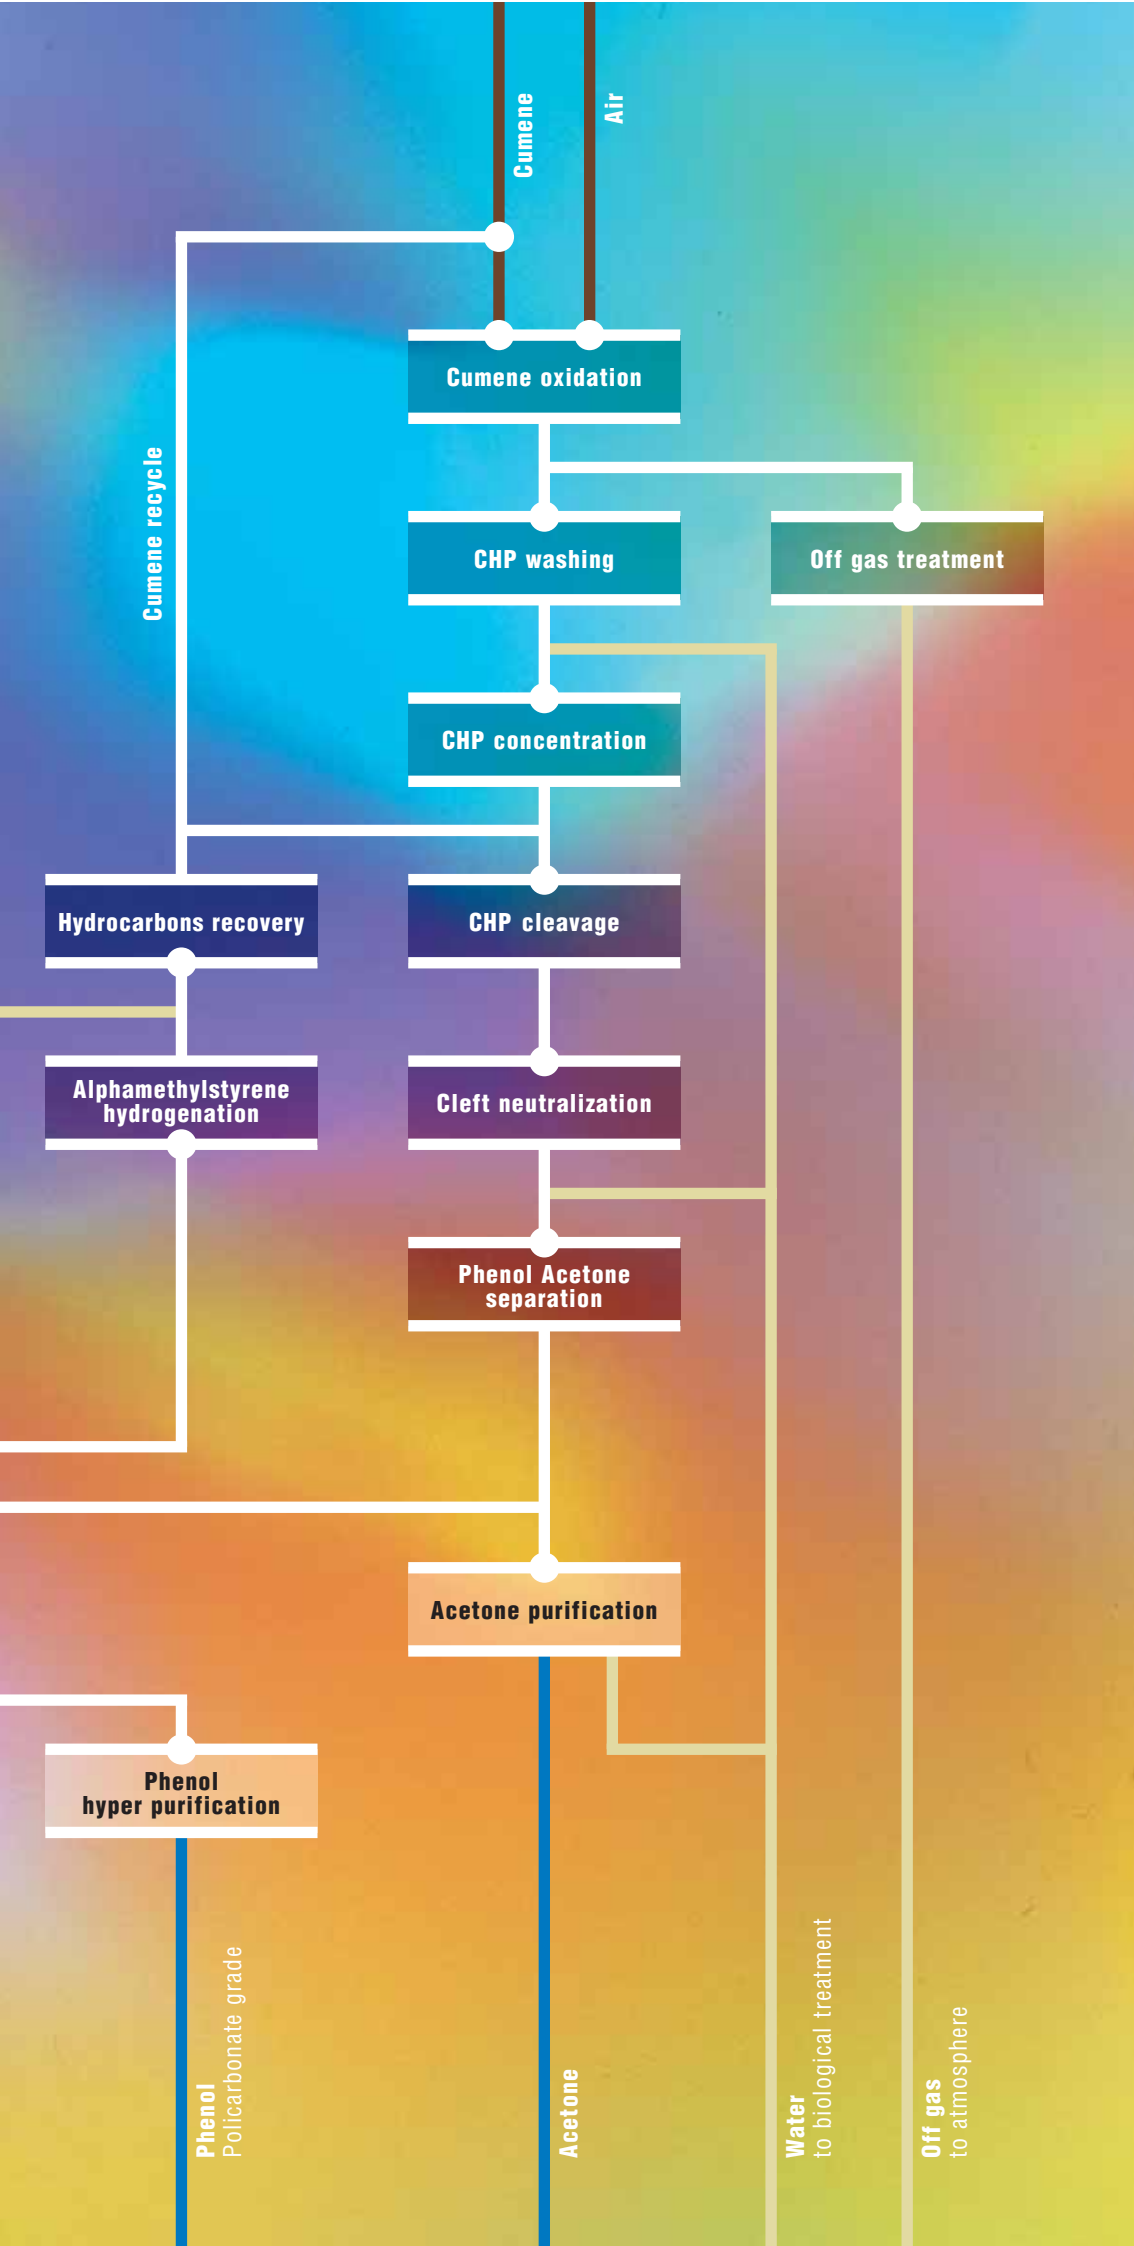 Cumene
Air
Cumene oxidation
Cumene recycle
CHP washing
Off gas treatment
CHP concentration
Hydrocarbons recovery
CHP cleavage
Alphamethylstyrene
hydrogenation
Cleft neutralization
Phenol Acetone
separation
Acetone purification
Phenol
hyper purification
Phenol
Policarbonate grade
Acetone
Water
to biological treatment
Off gas
to atmosphere